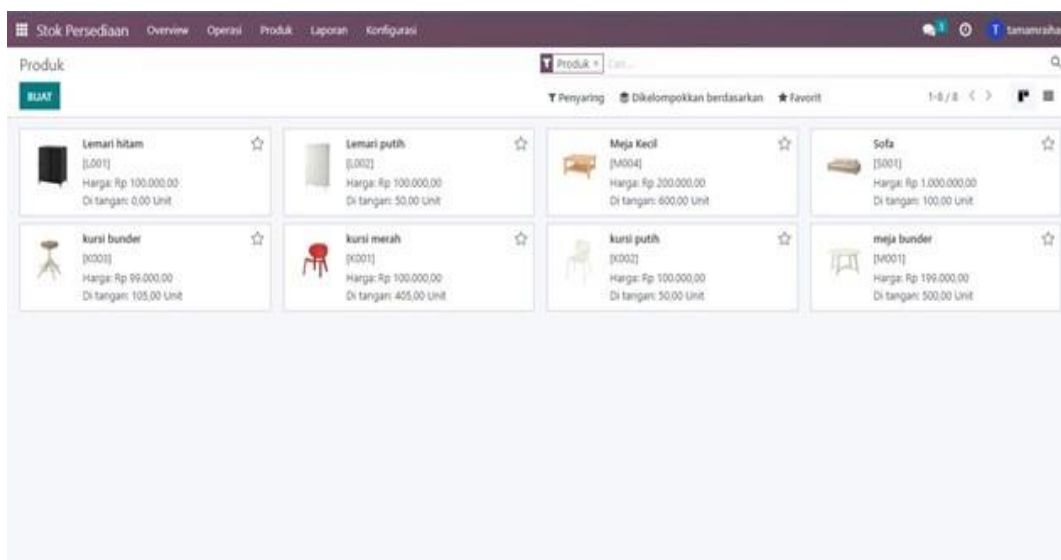 Stok Persediaan Overview Operasi Produk Laporan Konfigurasi 1 T tamamraiha
Produk
Produk × Cari...
BUAT
Penyaring Dikelompokkan berdasarkan Favorit 1-8 / 8
Lemari hitam
[L001]
Harga: Rp 100.000,00
Di tangan: 0,00 Unit
Lemari putih
[L002]
Harga: Rp 100.000,00
Di tangan: 50,00 Unit
Meja Kecil
[M004]
Harga: Rp 200.000,00
Di tangan: 600,00 Unit
Sofa
[S001]
Harga: Rp 1.000.000,00
Di tangan: 100,00 Unit
kursi bunder
[K003]
Harga: Rp 99.000,00
Di tangan: 105,00 Unit
kursi merah
[K001]
Harga: Rp 100.000,00
Di tangan: 405,00 Unit
kursi putih
[K002]
Harga: Rp 100.000,00
Di tangan: 50,00 Unit
meja bunder
[M001]
Harga: Rp 199.000,00
Di tangan: 500,00 Unit